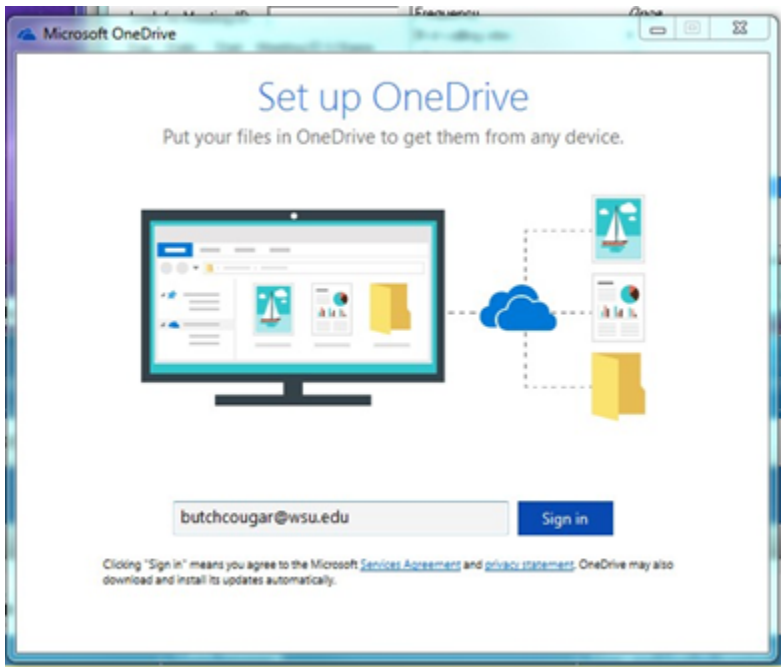 Frequency
Once
Microsoft OneDrive
Set up OneDrive
Put your files in OneDrive to get them from any device.
butchcougar@wsu.edu
Sign in
Clicking "Sign in" means you agree to the Microsoft Services Agreement and privacy statement. OneDrive may also
download and install its updates automatically.